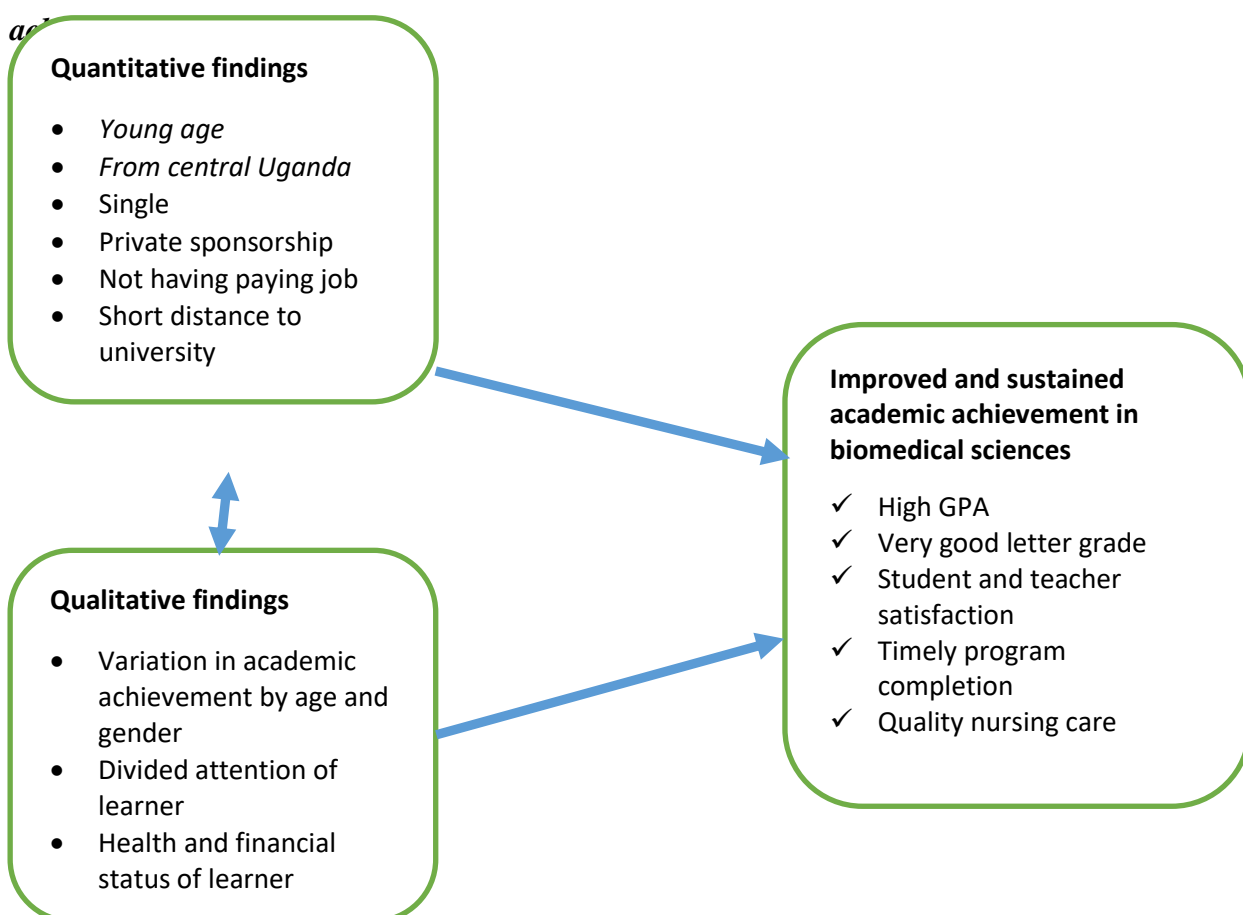 Quantitative findings
• Young age
• From central Uganda
• Single
• Private sponsorship
• Not having paying job
• Short distance to
university
Qualitative findings
• Variation in academic
achievement by age and
gender
• Divided attention of
learner
• Health and financial
status of learner
Improved and sustained
academic achievement in
biomedical sciences
✓ High GPA
✓ Very good letter grade
✓ Student and teacher
satisfaction
✓ Timely program
completion
✓ Quality nursing care